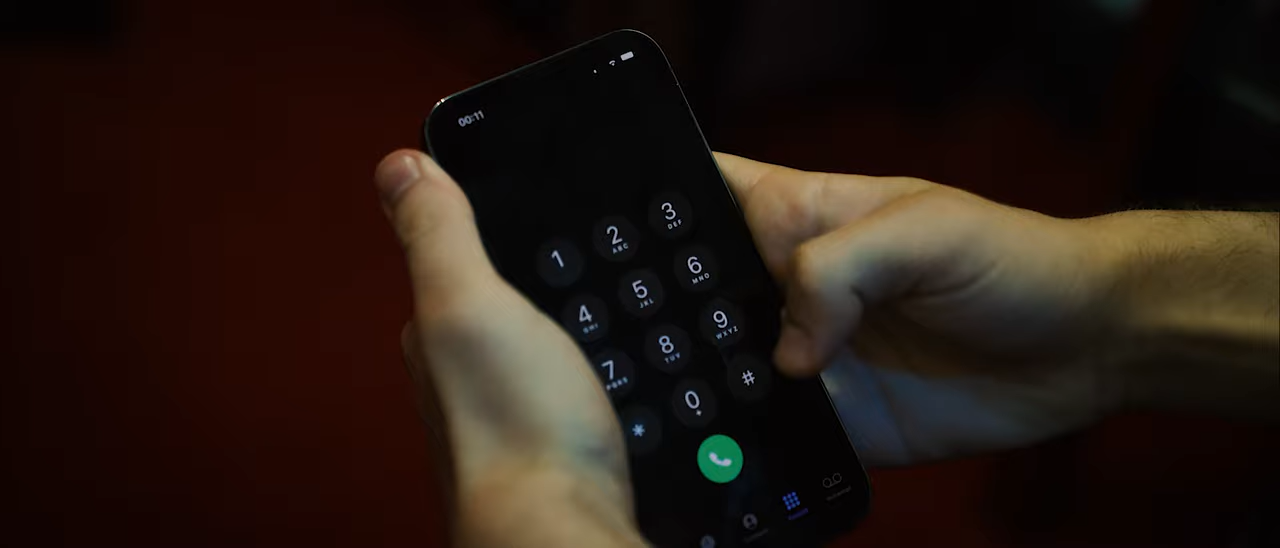 00:11
1 2 3
ABC DEF
4 5 6
GHI JKL MNO
7 8 9
PQRS TUV WXYZ
* 0 #
+
Keypad